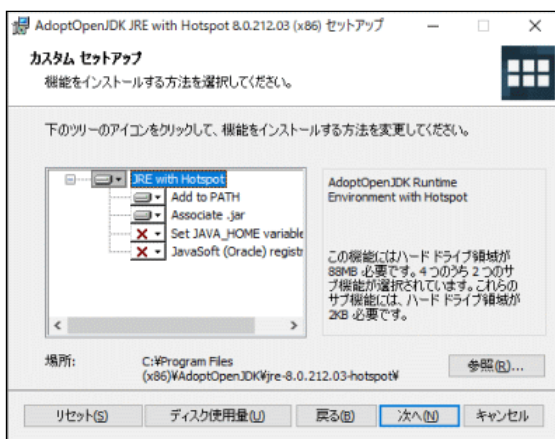 AdoptOpenJDK JRE with Hotspot 8.0.212.03 (x86) セットアップ
カスタム セットアップ
機能をインストールする方法を選択してください。
下のツリーのアイコンをクリックして、機能をインストールする方法を変更してください。
JRE with Hotspot
Add to PATH
Associate .jar
Set JAVA_HOME variable
JavaSoft (Oracle) registr
AdoptOpenJDK Runtime
Environment with Hotspot
この機能にはハード ドライブ領域が
88MB 必要です。4 つのうち 2 つのサ
ブ機能が選択されています。これらの
サブ機能には、ハード ドライブ領域が
2KB 必要です。
場所:
C:¥Program Files
(x86)¥AdoptOpenJDK¥jre-8.0.212.03-hotspot¥
参照(R)...
リセット(S)
ディスク使用量(U)
戻る(B)
次へ(N)
キャンセル